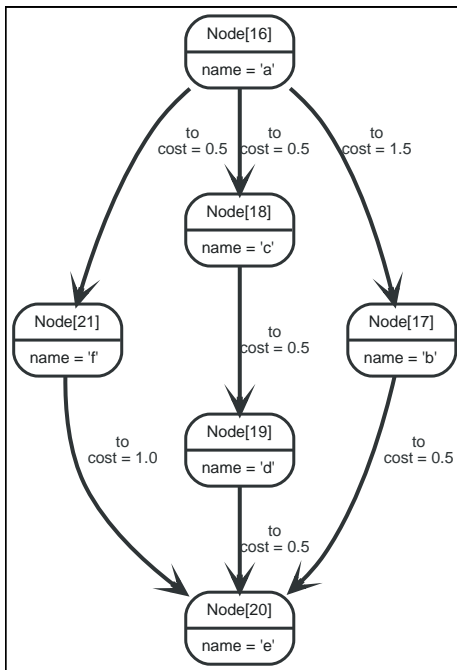 Node[16]
name = 'a'
to
cost = 0.5
to
cost = 0.5
to
cost = 1.5
Node[18]
name = 'c'
Node[21]
name = 'f'
to
cost = 0.5
Node[17]
name = 'b'
to
cost = 1.0
Node[19]
name = 'd'
to
cost = 0.5
to
cost = 0.5
Node[20]
name = 'e'